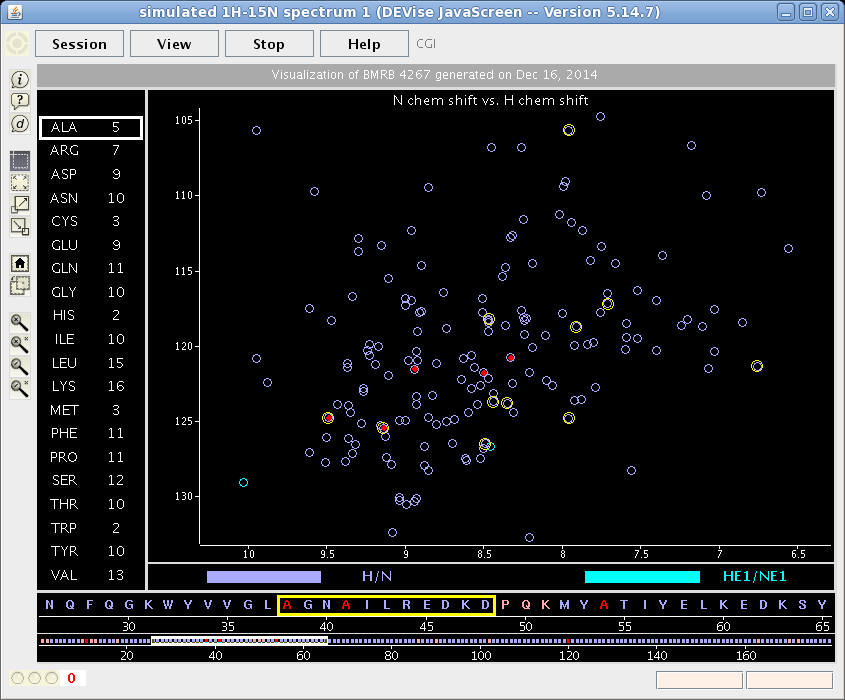 simulated 1H-15N spectrum 1 (DEVise JavaScreen -- Version 5.14.7)
Session View Stop Help CGI
Visualization of BMRB 4267 generated on Dec 16, 2014
N chem shift vs. H chem shift
ALA 5
ARG 7
ASP 9
ASN 10
CYS 3
GLU 9
GLN 11
GLY 10
HIS 2
ILE 10
LEU 15
LYS 16
MET 3
PHE 11
PRO 11
SER 12
THR 10
TRP 2
TYR 10
VAL 13
105
110
115
120
125
130
10 9.5 9 8.5 8 7.5 7 6.5
H/N HE1/NE1
N Q F Q G K W Y V V G L A G N A I L R E D K D P Q K M Y A T I Y E L K E D K S Y
30 35 40 45 50 55 60 65
20 40 60 80 100 120 140 160
0